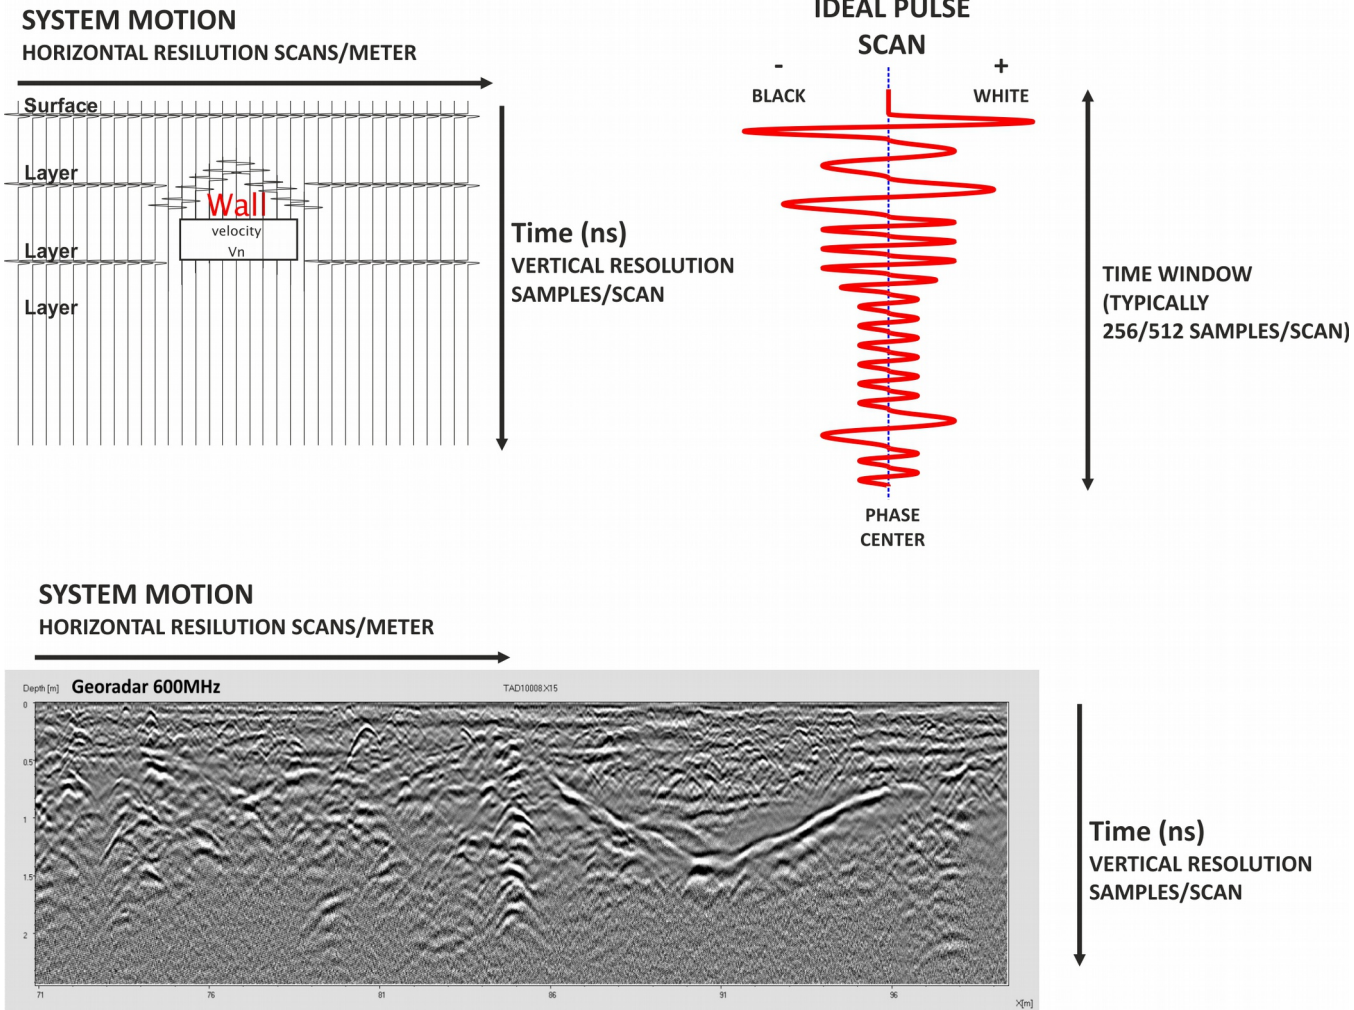 SYSTEM MOTION
HORIZONTAL RESILUTION SCANS/METER
Surface
Layer
Wall
velocity
Vn
Layer
Layer
Time (ns)
VERTICAL RESOLUTION
SAMPLES/SCAN
IDEAL PULSE
SCAN
- +
BLACK WHITE
TIME WINDOW
(TYPICALLY
256/512 SAMPLES/SCAN)
PHASE
CENTER
SYSTEM MOTION
HORIZONTAL RESILUTION SCANS/METER
Depth [m] Georadar 600MHz TAD10008.X15
0
0.5
1
1.5
2
71 76 81 86 91 96
X[m]
Time (ns)
VERTICAL RESOLUTION
SAMPLES/SCAN